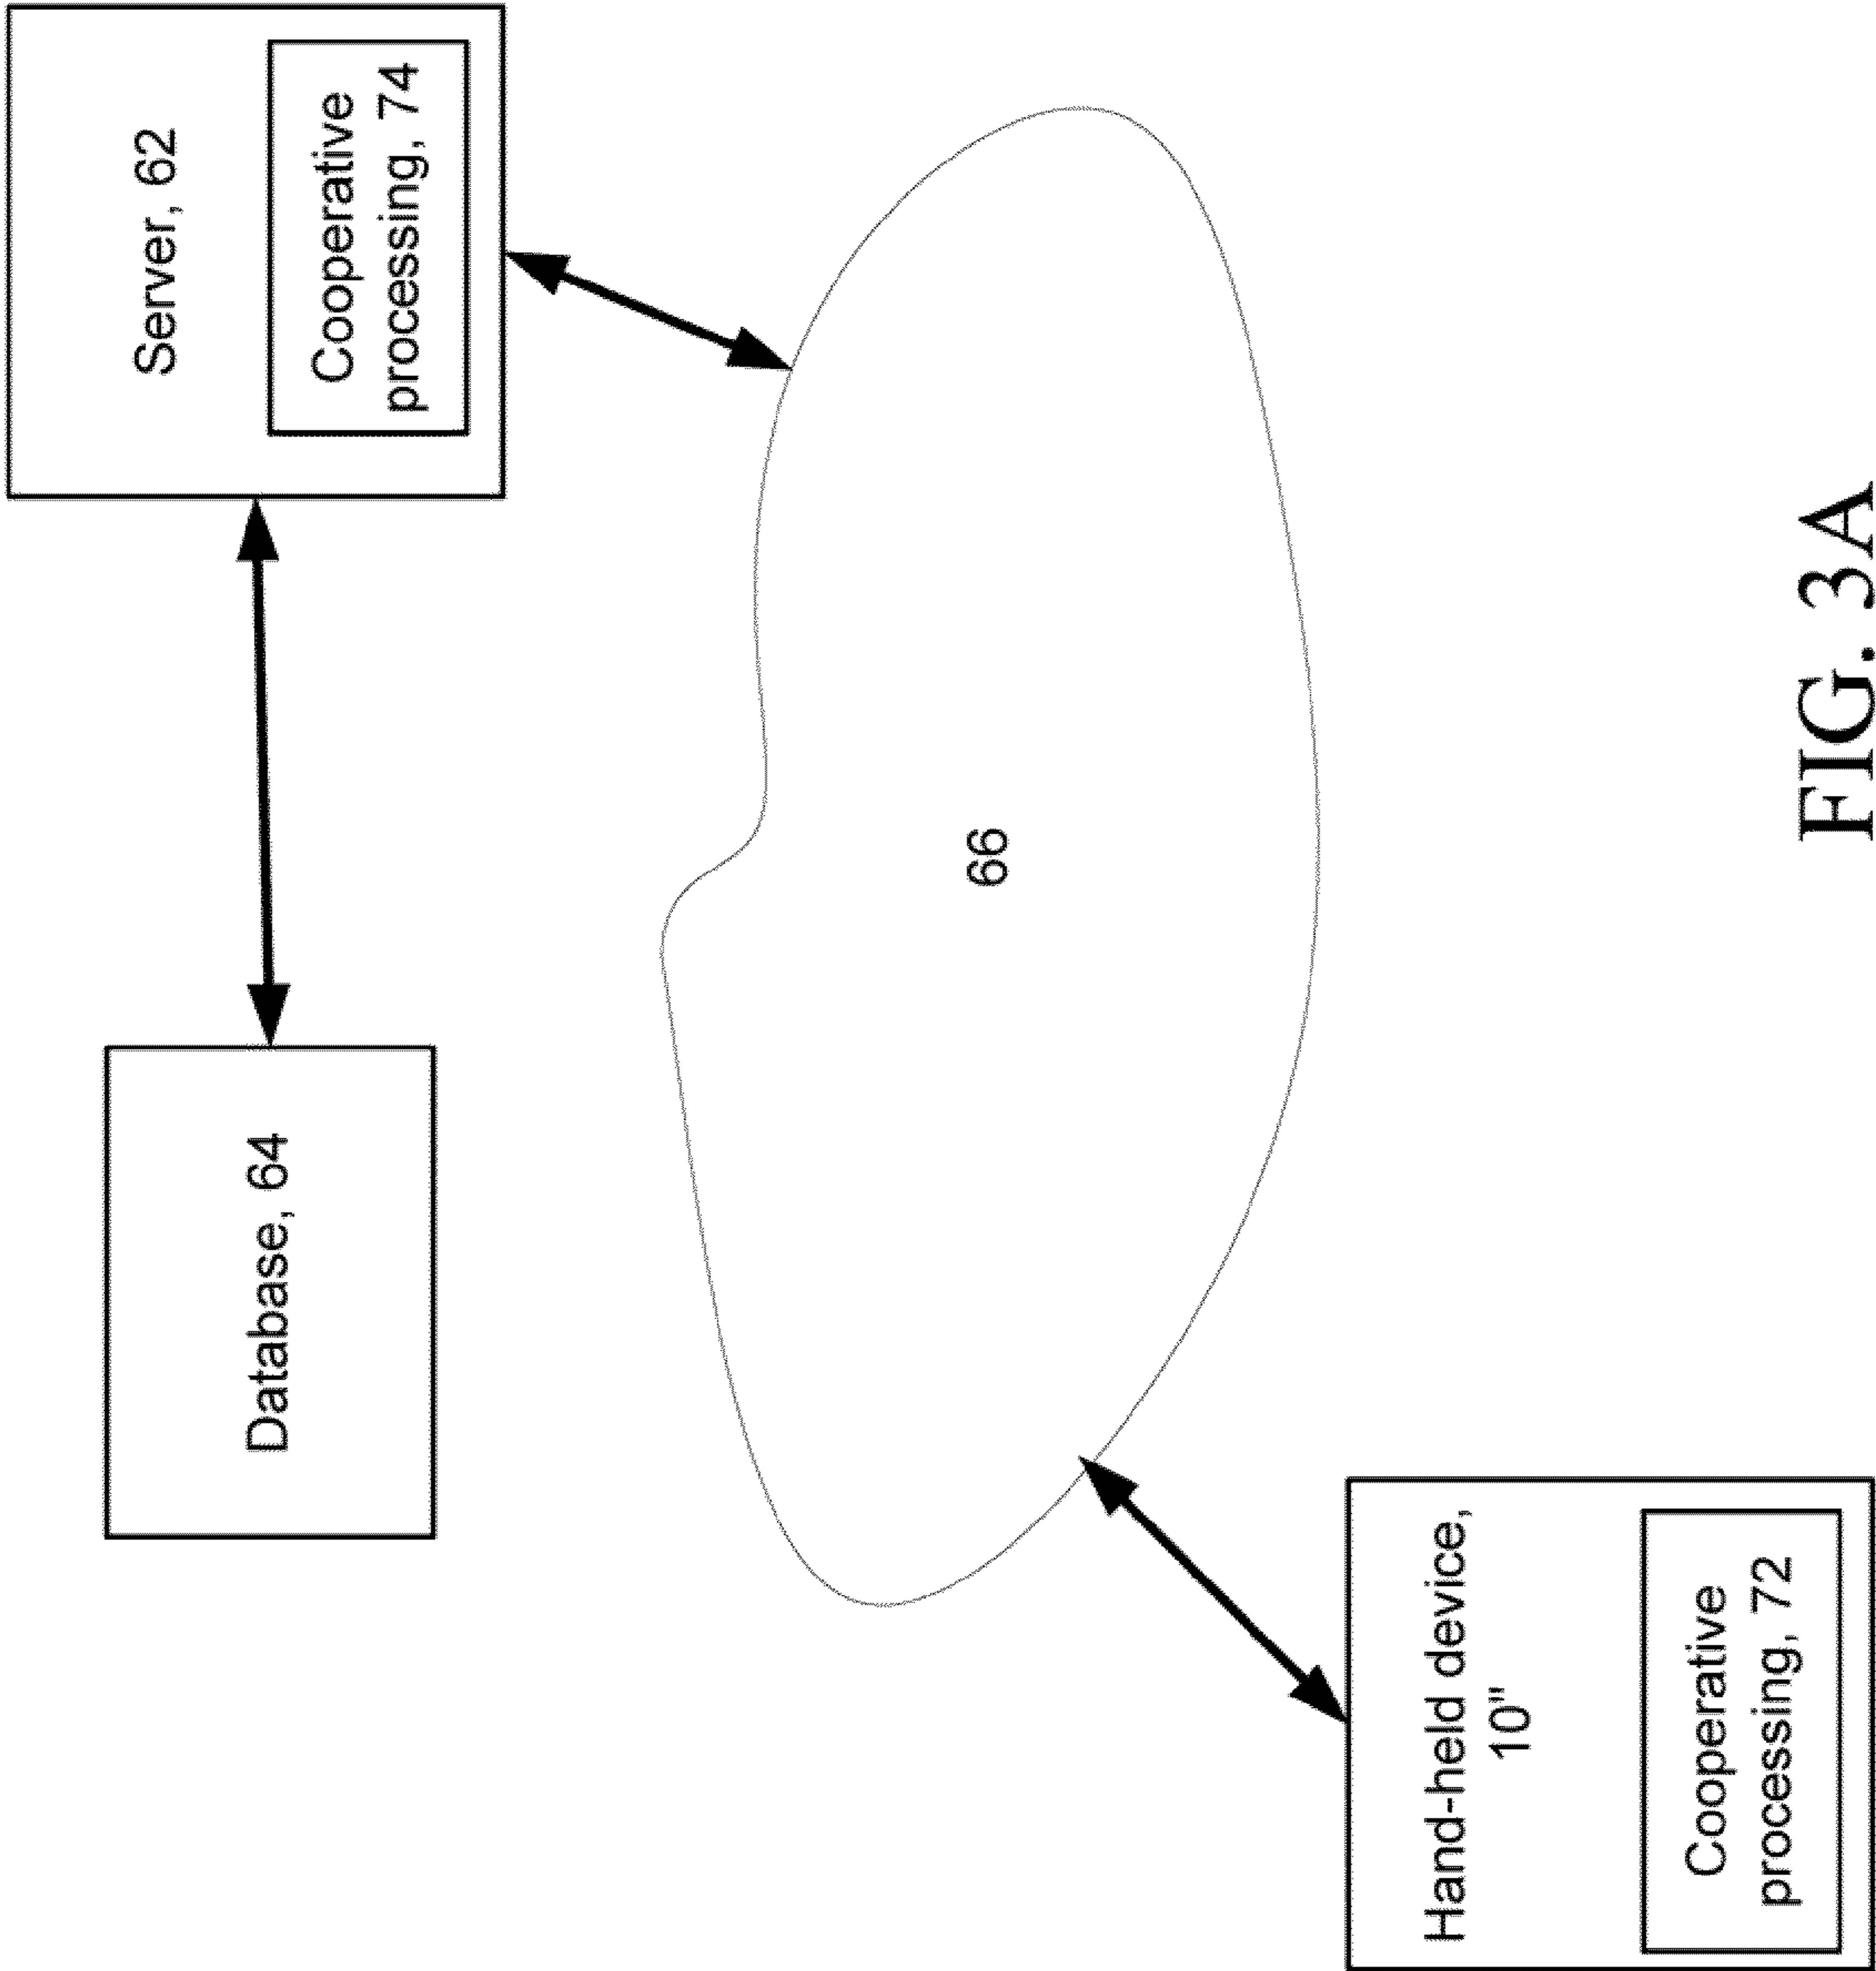 Database, 64
Server, 62
Cooperative
processing, 74
66
Hand-held device,
10"
Cooperative
processing, 72
FIG. 3A